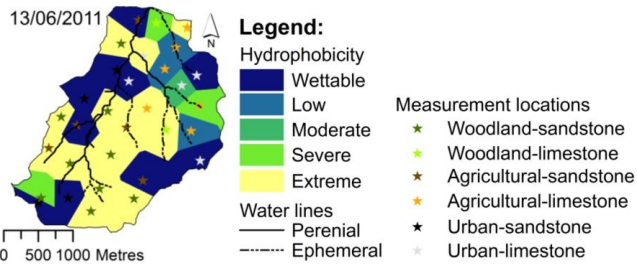 13/06/2011
N
Legend:
Hydrophobicity
Wettable
Low
Moderate
Severe
Extreme
Water lines
Perenial
Ephemeral
Measurement locations
Woodland-sandstone
Woodland-limestone
Agricultural-sandstone
Agricultural-limestone
Urban-sandstone
Urban-limestone
0 500 1000 Metres